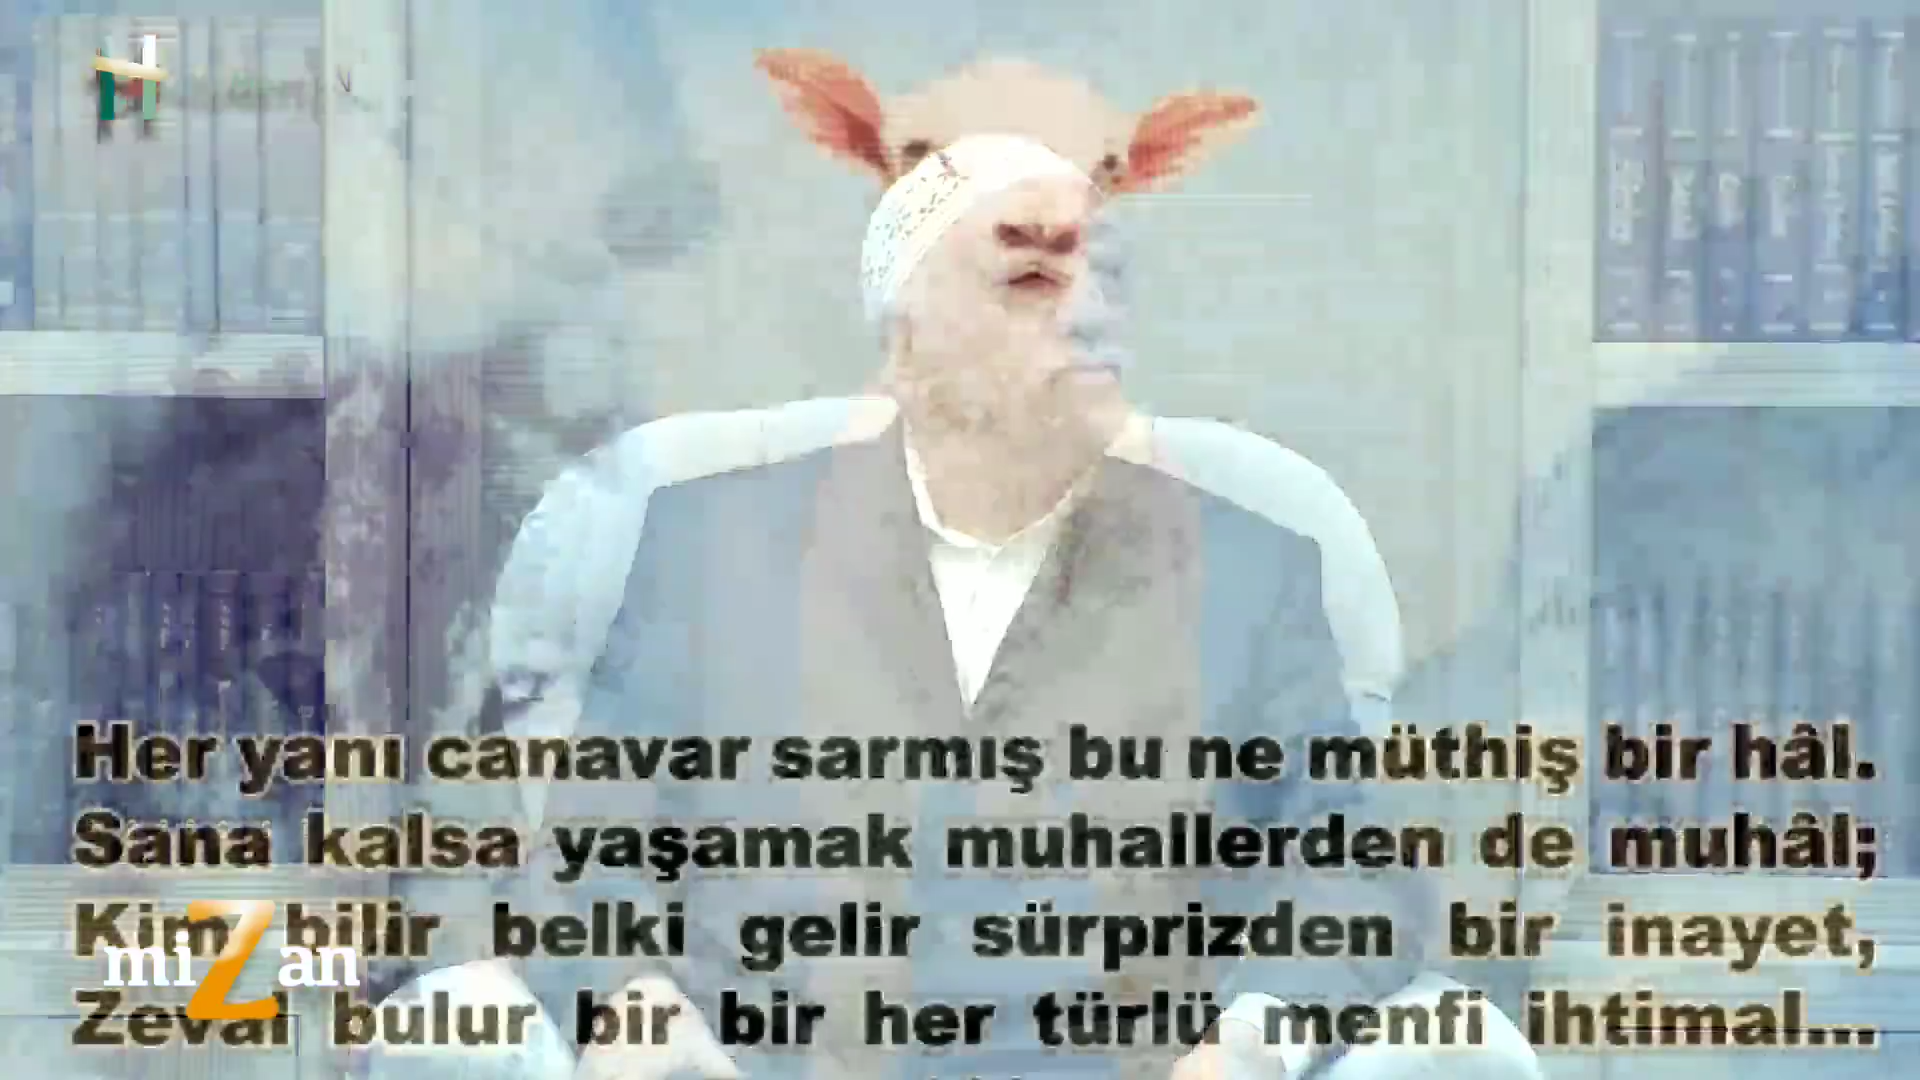 Her yanı canavar sarmış bu ne müthiş bir hâl.
Sana kalsa yaşamak muhallerden de muhâl;
Kim bilir belki gelir sürprizden bir inayet,
Zeval bulur bir bir her türlü menfi ihtimal...
miZan